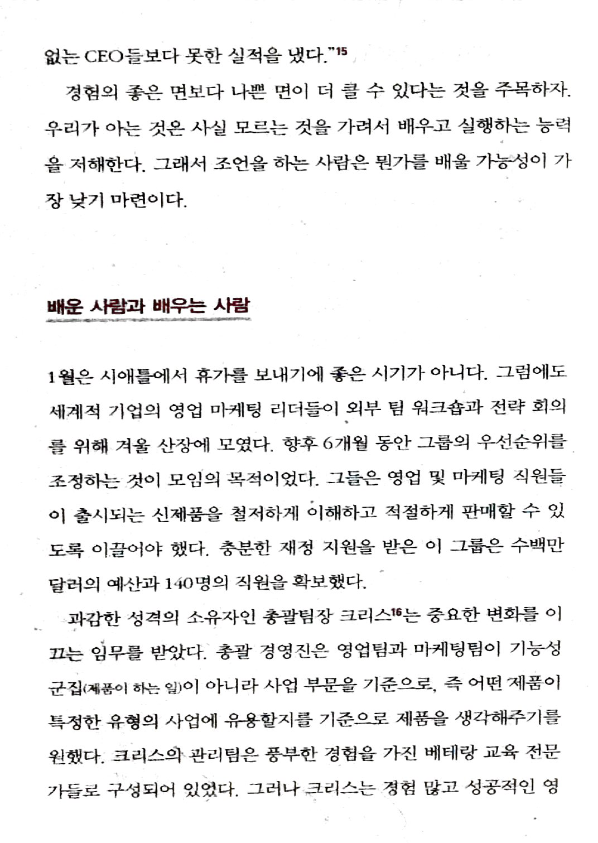 없는 CEO들보다 못한 실적을 냈다."15
경험의 좋은 면보다 나쁜 면이 더 클 수 있다는 것을 주목하자.
우리가 아는 것은 사실 모르는 것을 가려서 배우고 실행하는 능력
을 저해한다. 그래서 조언을 하는 사람은 뭔가를 배울 가능성이 가
장 낮기 마련이다.
배운 사람과 배우는 사람
1월은 시애틀에서 휴가를 보내기에 좋은 시기가 아니다. 그럼에도
세계적 기업의 영업 마케팅 리더들이 외부 팀 워크숍과 전략 회의
를 위해 겨울 산장에 모였다. 향후 6개월 동안 그룹의 우선순위를
조정하는 것이 모임의 목적이었다. 그들은 영업 및 마케팅 직원들
이 출시되는 신제품을 철저하게 이해하고 적절하게 판매할 수 있
도록 이끌어야 했다. 충분한 재정 지원을 받은 이 그룹은 수백만
달러의 예산과 140명의 직원을 확보했다.
과감한 성격의 소유자인 총괄팀장 크리스16는 중요한 변화를 이
끄는 임무를 받았다. 총괄 경영진은 영업팀과 마케팅팀이 기능성
군집(제품이 하는 일)이 아니라 사업 부문을 기준으로, 즉 어떤 제품이
특정한 유형의 사업에 유용할지를 기준으로 제품을 생각해주기를
원했다. 크리스의 관리팀은 풍부한 경험을 가진 베테랑 교육 전문
가들로 구성되어 있었다. 그러나 크리스는 경험 많고 성공적인 영